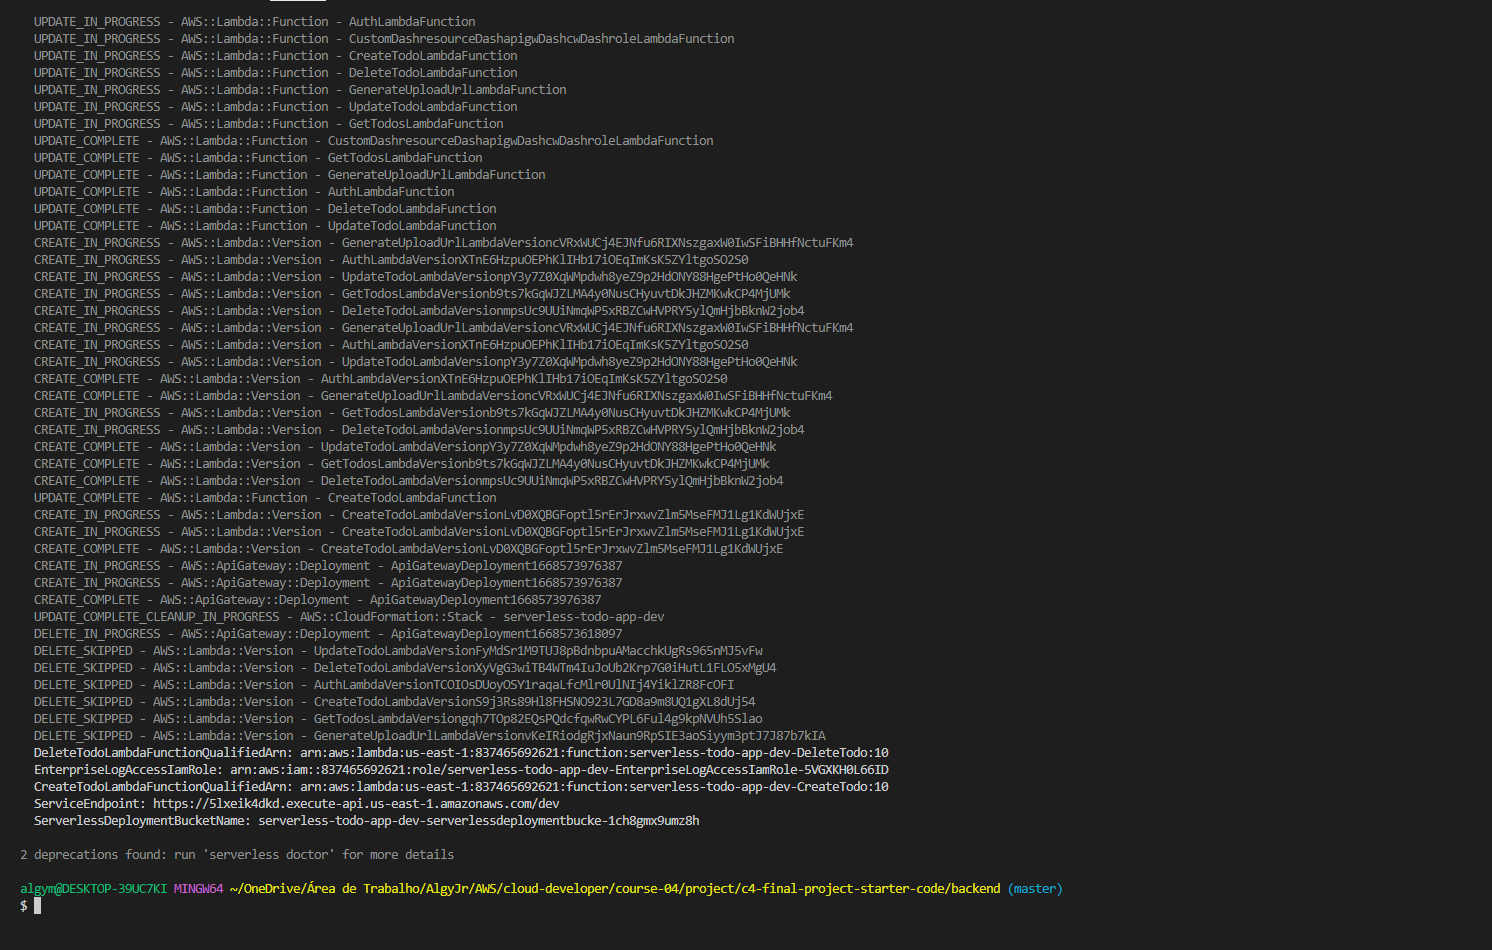 UPDATE_IN_PROGRESS - AWS::Lambda::Function - AuthLambdaFunction
UPDATE_IN_PROGRESS - AWS::Lambda::Function - CustomDashresourceDashapigwDashcwDashroleLambdaFunction
UPDATE_IN_PROGRESS - AWS::Lambda::Function - CreateTodoLambdaFunction
UPDATE_IN_PROGRESS - AWS::Lambda::Function - DeleteTodoLambdaFunction
UPDATE_IN_PROGRESS - AWS::Lambda::Function - GenerateUploadUrlLambdaFunction
UPDATE_IN_PROGRESS - AWS::Lambda::Function - UpdateTodoLambdaFunction
UPDATE_IN_PROGRESS - AWS::Lambda::Function - GetTodosLambdaFunction
UPDATE_COMPLETE - AWS::Lambda::Function - CustomDashresourceDashapigwDashcwDashroleLambdaFunction
UPDATE_COMPLETE - AWS::Lambda::Function - GetTodosLambdaFunction
UPDATE_COMPLETE - AWS::Lambda::Function - GenerateUploadUrlLambdaFunction
UPDATE_COMPLETE - AWS::Lambda::Function - AuthLambdaFunction
UPDATE_COMPLETE - AWS::Lambda::Function - DeleteTodoLambdaFunction
UPDATE_COMPLETE - AWS::Lambda::Function - UpdateTodoLambdaFunction
CREATE_IN_PROGRESS - AWS::Lambda::Version - GenerateUploadUrlLambdaVersioncVRxWUCj4EJNfu6RIXNszgaxW0IwSFiBHHfNctuFKm4
CREATE_IN_PROGRESS - AWS::Lambda::Version - AuthLambdaVersionXTnE6HzpuOEPhKlIHb17iOEqImKsK5ZYltgoSO2S0
CREATE_IN_PROGRESS - AWS::Lambda::Version - UpdateTodoLambdaVersionpY3y7Z0XqWMpdwh8yeZ9p2HdONY88HgePtHo0QeHNk
CREATE_IN_PROGRESS - AWS::Lambda::Version - GetTodosLambdaVersionb9ts7kGqWJZLMA4y0NusCHyuvtDkJHZMKwkCP4MjUMk
CREATE_IN_PROGRESS - AWS::Lambda::Version - DeleteTodoLambdaVersionmpsUc9UUiNmqWP5xRBZCwHVPRY5ylQmHjbBknW2job4
CREATE_IN_PROGRESS - AWS::Lambda::Version - GenerateUploadUrlLambdaVersioncVRxWUCj4EJNfu6RIXNszgaxW0IwSFiBHHfNctuFKm4
CREATE_IN_PROGRESS - AWS::Lambda::Version - AuthLambdaVersionXTnE6HzpuOEPhKlIHb17iOEqImKsK5ZYltgoSO2S0
CREATE_IN_PROGRESS - AWS::Lambda::Version - UpdateTodoLambdaVersionpY3y7Z0XqWMpdwh8yeZ9p2HdONY88HgePtHo0QeHNk
CREATE_COMPLETE - AWS::Lambda::Version - AuthLambdaVersionXTnE6HzpuOEPhKlIHb17iOEqImKsK5ZYltgoSO2S0
CREATE_COMPLETE - AWS::Lambda::Version - GenerateUploadUrlLambdaVersioncVRxWUCj4EJNfu6RIXNszgaxW0IwSFiBHHfNctuFKm4
CREATE_IN_PROGRESS - AWS::Lambda::Version - GetTodosLambdaVersionb9ts7kGqWJZLMA4y0NusCHyuvtDkJHZMKwkCP4MjUMk
CREATE_IN_PROGRESS - AWS::Lambda::Version - DeleteTodoLambdaVersionmpsUc9UUiNmqWP5xRBZCwHVPRY5ylQmHjbBknW2job4
CREATE_COMPLETE - AWS::Lambda::Version - UpdateTodoLambdaVersionpY3y7Z0XqWMpdwh8yeZ9p2HdONY88HgePtHo0QeHNk
CREATE_COMPLETE - AWS::Lambda::Version - GetTodosLambdaVersionb9ts7kGqWJZLMA4y0NusCHyuvtDkJHZMKwkCP4MjUMk
CREATE_COMPLETE - AWS::Lambda::Version - DeleteTodoLambdaVersionmpsUc9UUiNmqWP5xRBZCwHVPRY5ylQmHjbBknW2job4
UPDATE_COMPLETE - AWS::Lambda::Function - CreateTodoLambdaFunction
CREATE_IN_PROGRESS - AWS::Lambda::Version - CreateTodoLambdaVersionLvD0XQBGFoptl5rErJrxwvZlm5MseFMJ1Lg1KdWUjxE
CREATE_IN_PROGRESS - AWS::Lambda::Version - CreateTodoLambdaVersionLvD0XQBGFoptl5rErJrxwvZlm5MseFMJ1Lg1KdWUjxE
CREATE_COMPLETE - AWS::Lambda::Version - CreateTodoLambdaVersionLvD0XQBGFoptl5rErJrxwvZlm5MseFMJ1Lg1KdWUjxE
CREATE_IN_PROGRESS - AWS::ApiGateway::Deployment - ApiGatewayDeployment1668573976387
CREATE_IN_PROGRESS - AWS::ApiGateway::Deployment - ApiGatewayDeployment1668573976387
CREATE_COMPLETE - AWS::ApiGateway::Deployment - ApiGatewayDeployment1668573976387
UPDATE_COMPLETE_CLEANUP_IN_PROGRESS - AWS::CloudFormation::Stack - serverless-todo-app-dev
DELETE_IN_PROGRESS - AWS::ApiGateway::Deployment - ApiGatewayDeployment1668573618097
DELETE_SKIPPED - AWS::Lambda::Version - UpdateTodoLambdaVersionFyMdSr1M9TUJ8pBdnbpuAMacchkUgRs965nMJ5vFw
DELETE_SKIPPED - AWS::Lambda::Version - DeleteTodoLambdaVersionXyVgG3wiTB4WTm4IuJoUb2Krp7G0iHutL1FLO5xMgU4
DELETE_SKIPPED - AWS::Lambda::Version - AuthLambdaVersionTCOIOsDUoyOSY1raqaLfcMlr0UlNIj4YiklZR8FcOFI
DELETE_SKIPPED - AWS::Lambda::Version - CreateTodoLambdaVersionS9j3Rs89Hl8FHSNO923L7GD8a9m8UQ1gXL8dUj54
DELETE_SKIPPED - AWS::Lambda::Version - GetTodosLambdaVersiongqh7TOp82EQsPQdcfqwRwCYPL6Ful4g9kpNVUh5Slao
DELETE_SKIPPED - AWS::Lambda::Version - GenerateUploadUrlLambdaVersionvKeIRiodgRjxNaun9RpSIE3aoSiyym3ptJ7J87b7kIA
DeleteTodoLambdaFunctionQualifiedArn: arn:aws:lambda:us-east-1:837465692621:function:serverless-todo-app-dev-DeleteTodo:10
EnterpriseLogAccessIamRole: arn:aws:iam::837465692621:role/serverless-todo-app-dev-EnterpriseLogAccessIamRole-5VGXKH0L66ID
CreateTodoLambdaFunctionQualifiedArn: arn:aws:lambda:us-east-1:837465692621:function:serverless-todo-app-dev-CreateTodo:10
ServiceEndpoint: https://5lxeik4dkd.execute-api.us-east-1.amazonaws.com/dev
ServerlessDeploymentBucketName: serverless-todo-app-dev-serverlessdeploymentbucke-1ch8gmx9umz8h
2 deprecations found: run 'serverless doctor' for more details
algym@DESKTOP-39UC7KI MINGW64 ~/OneDrive/Área de Trabalho/AlgyJr/AWS/cloud-developer/course-04/project/c4-final-project-starter-code/backend (master)
$